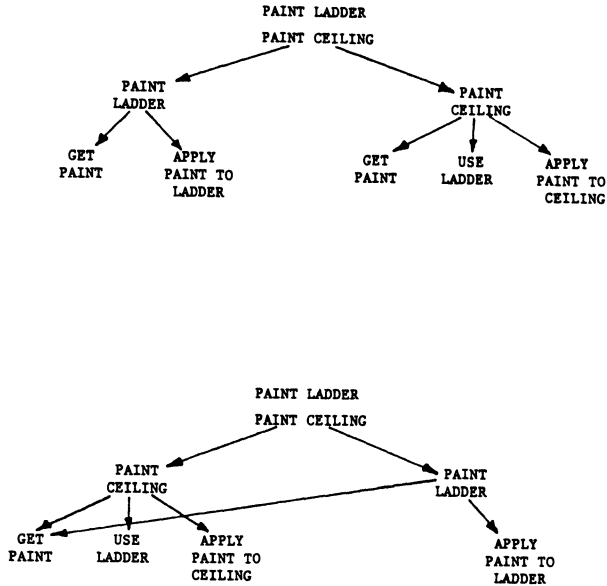 PAINT LADDER
PAINT CEILING
PAINT
LADDER
PAINT
CEILING
GET
PAINT
APPLY
PAINT TO
LADDER
GET
PAINT
USE
LADDER
APPLY
PAINT TO
CEILING
PAINT LADDER
PAINT CEILING
PAINT
CEILING
PAINT
LADDER
GET
PAINT
USE
LADDER
APPLY
PAINT TO
CEILING
APPLY
PAINT TO
LADDER